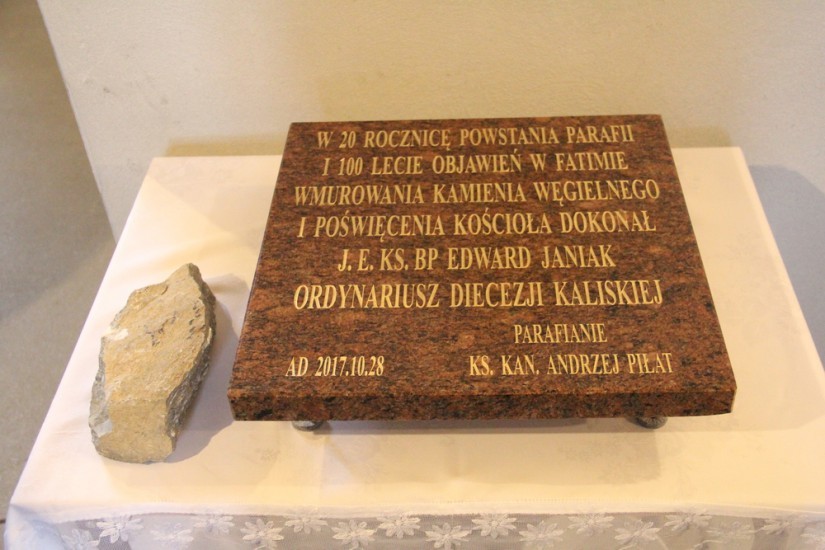 W 20 ROCZNICĘ POWSTANIA PARAFII
I 100 LECIE OBJAWIEŃ W FATIMIE
WMUROWANIA KAMIENIA WĘGIELNEGO
I POŚWIĘCENIA KOŚCIOŁA DOKONAŁ
J. E. KS. BP EDWARD JANIAK
ORDYNARIUSZ DIECEZJI KALISKIEJ
PARAFIANIE
AD 2017.10.28 KS. KAN. ANDRZEJ PIŁAT